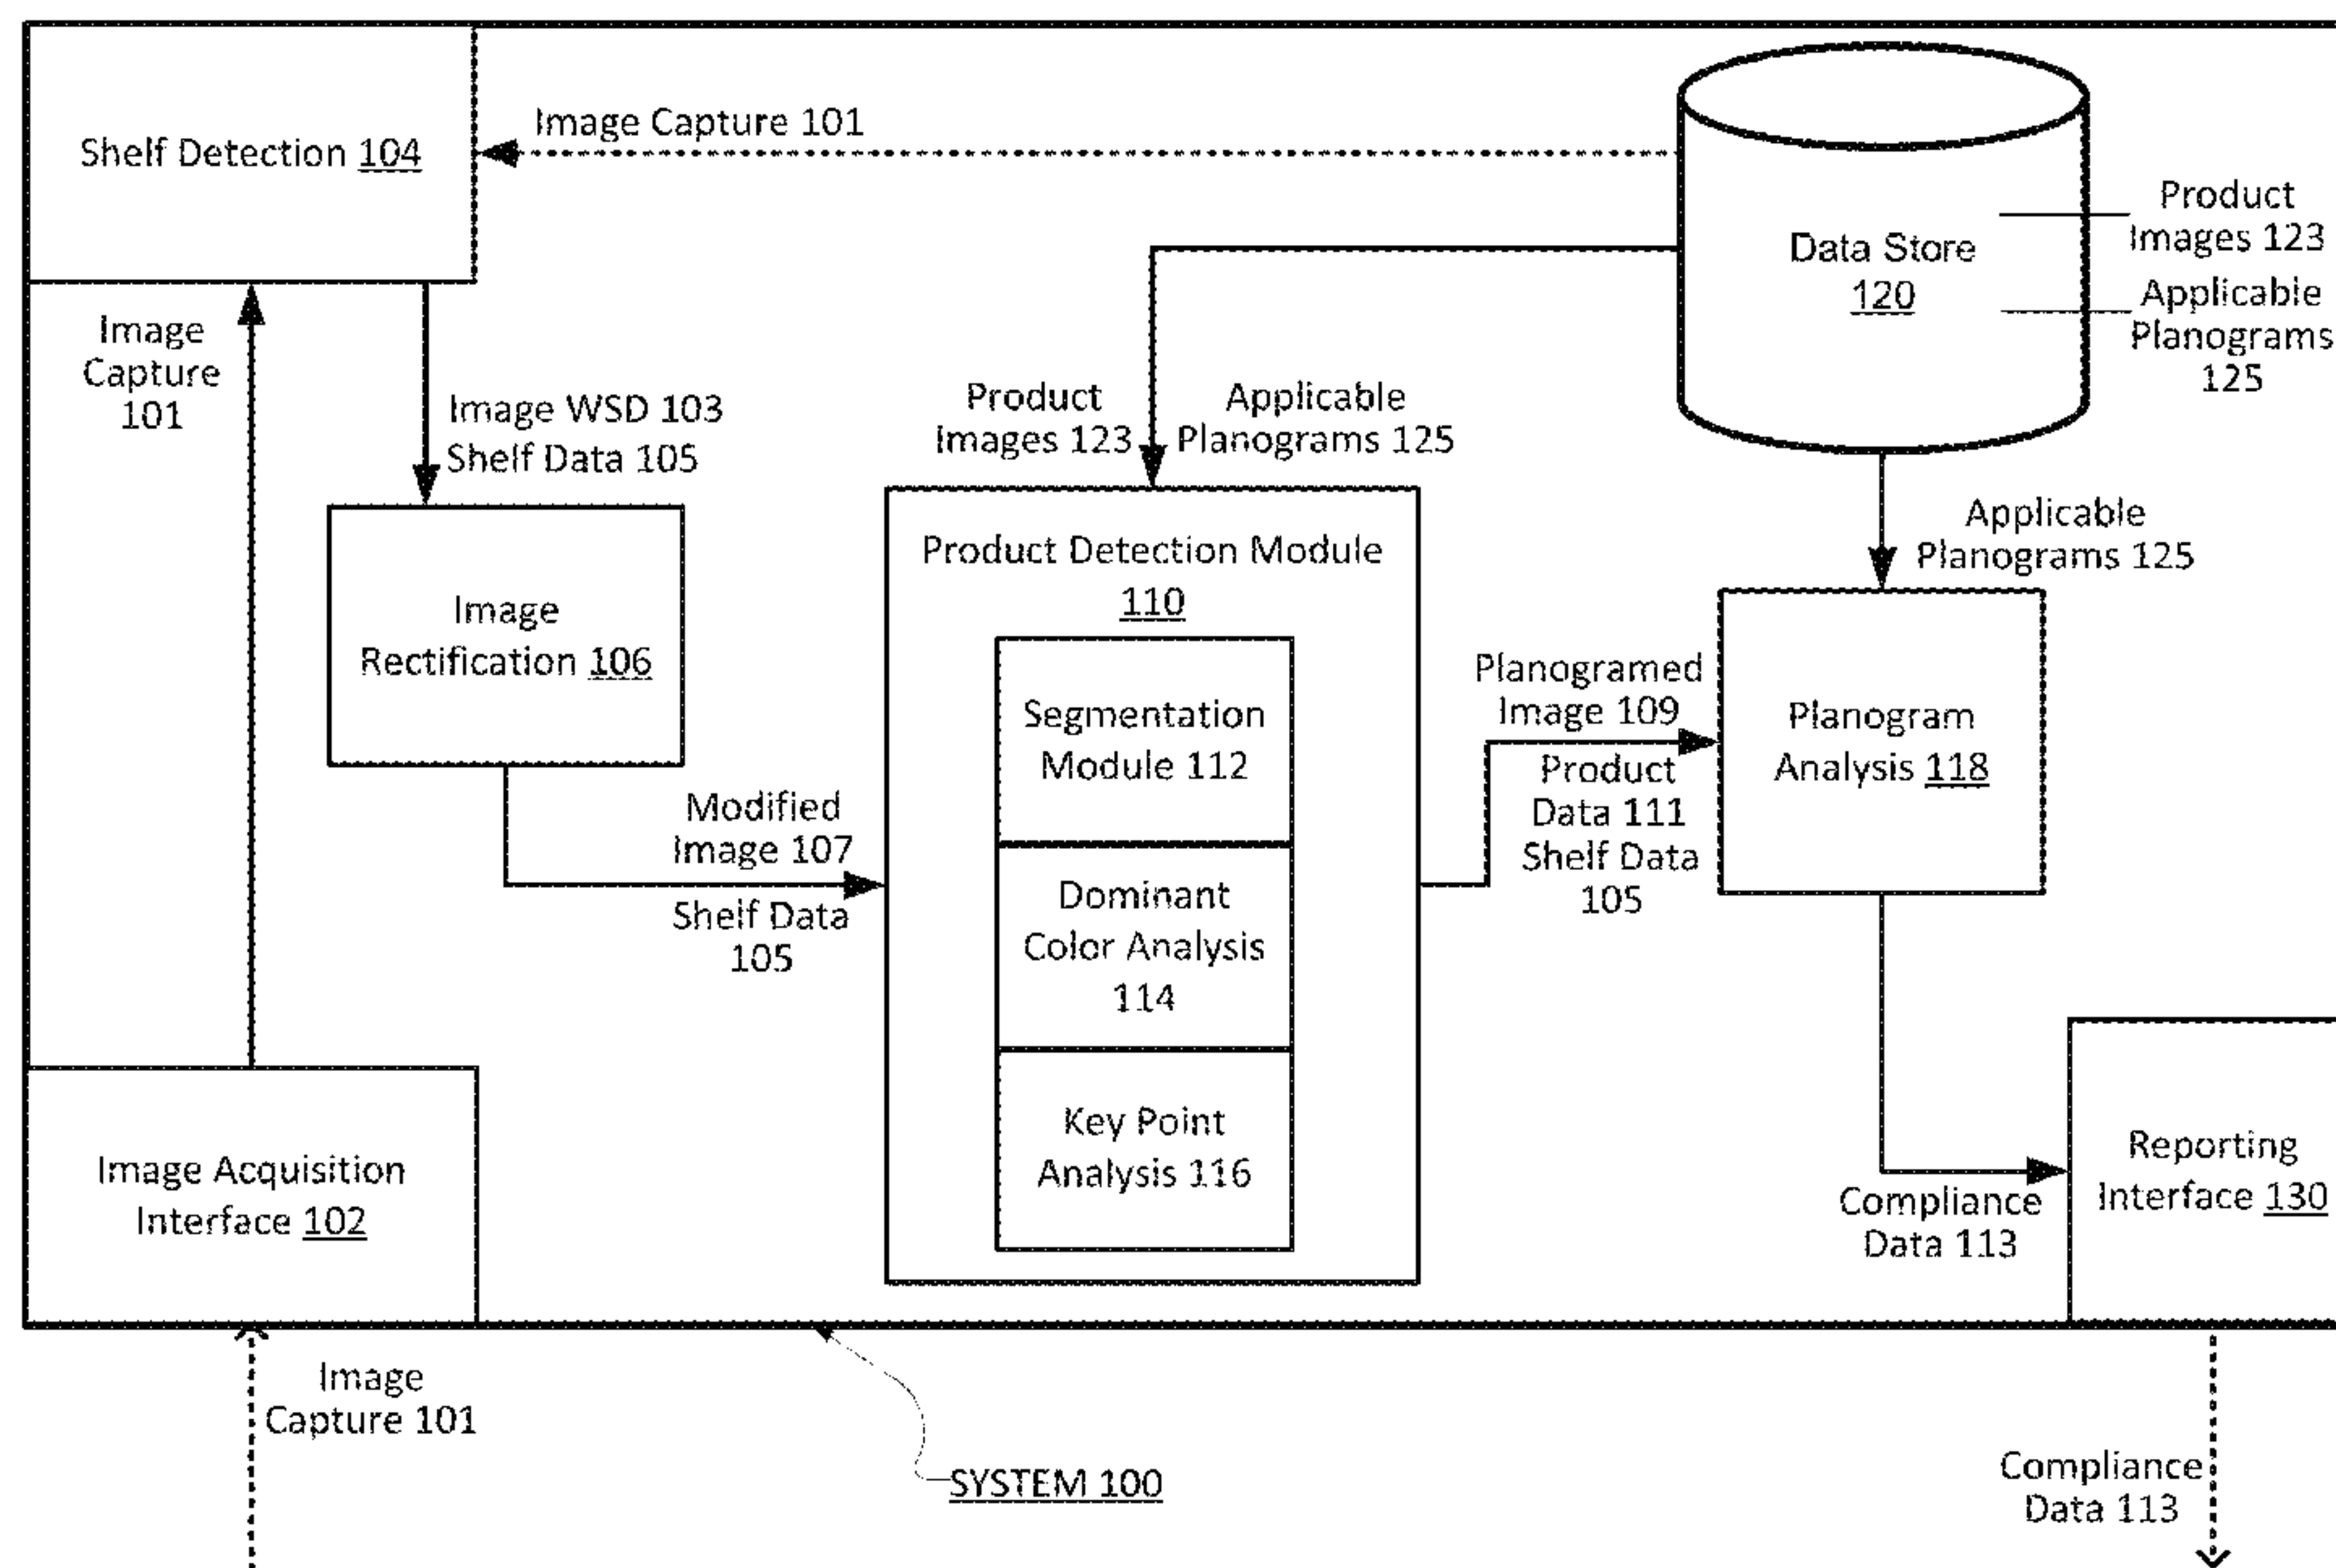 Shelf Detection 104
Image Capture 101
Data Store
120
Product
Images 123
Applicable
Planograms
125
Image
Capture
101
Image WSD 103
Shelf Data 105
Product
Images 123
Applicable
Planograms 125
Applicable
Planograms 125
Image
Rectification 106
Product Detection Module
110
Segmentation
Module 112
Dominant
Color Analysis
114
Key Point
Analysis 116
Modified
Image 107
Shelf Data
105
Planogramed
Image 109
Product
Data 111
Shelf Data
105
Planogram
Analysis 118
Image Acquisition
Interface 102
Compliance
Data 113
Reporting
Interface 130
Image
Capture 101
SYSTEM 100
Compliance
Data 113